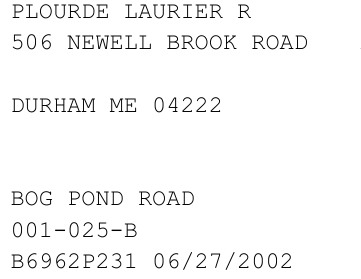 PLOURDE LAURIER R
506 NEWELL BROOK ROAD
DURHAM ME 04222
BOG POND ROAD
001-025-B
B6962P231 06/27/2002